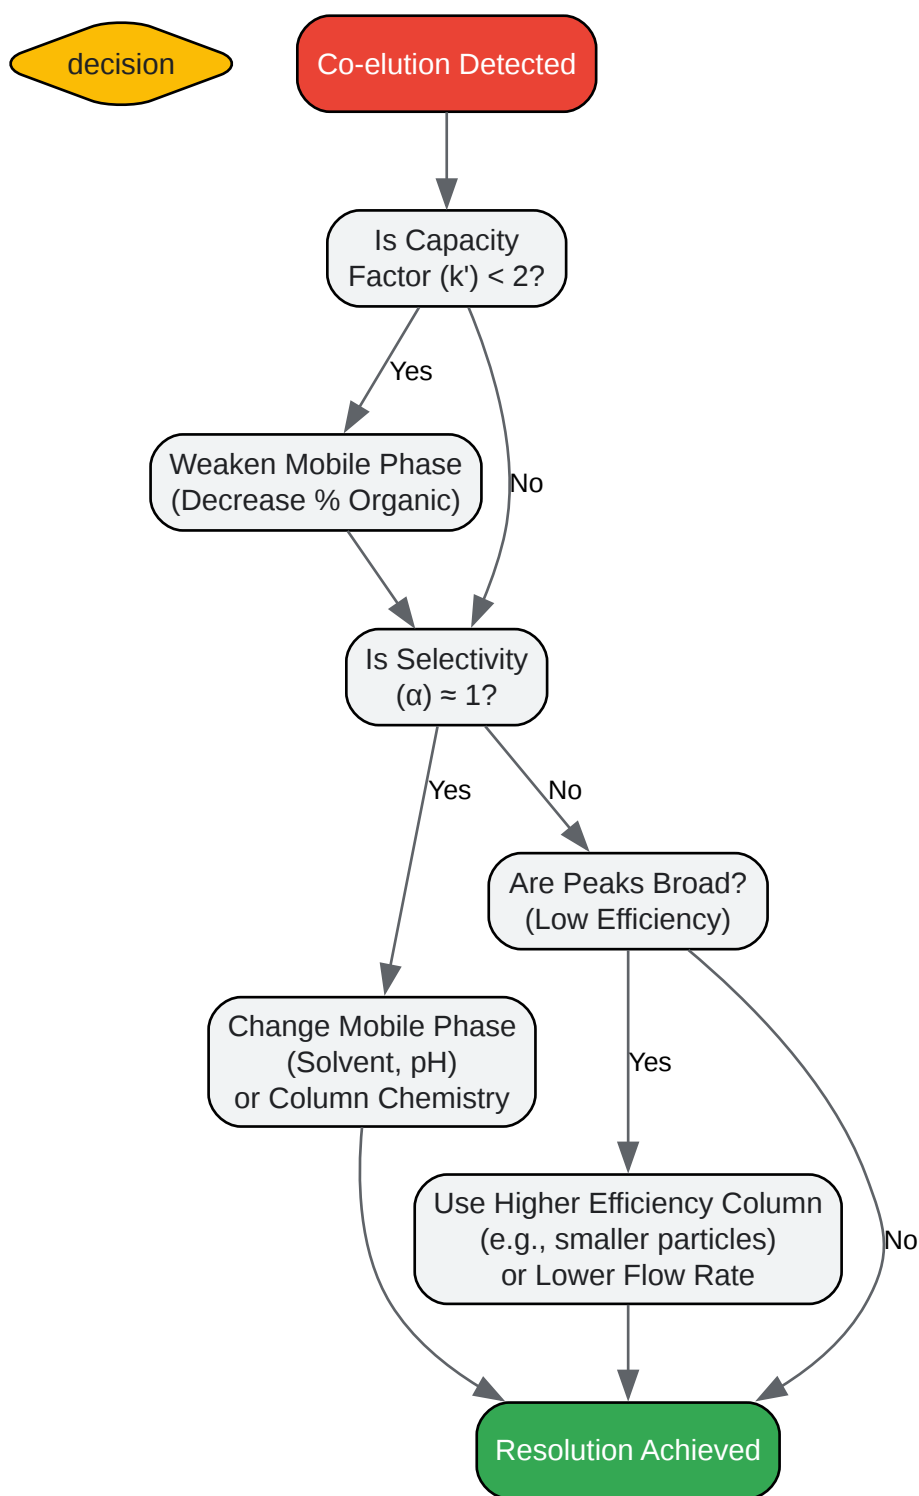 decision
Co-elution Detected
Is Capacity
Factor (k') < 2?
Yes
Weaken Mobile Phase
(Decrease % Organic)
No
Is Selectivity
(α) ≈ 1?
Yes
No
Are Peaks Broad?
(Low Efficiency)
Change Mobile Phase
(Solvent, pH)
or Column Chemistry
Yes
Use Higher Efficiency Column
(e.g., smaller particles)
or Lower Flow Rate
No
Resolution Achieved